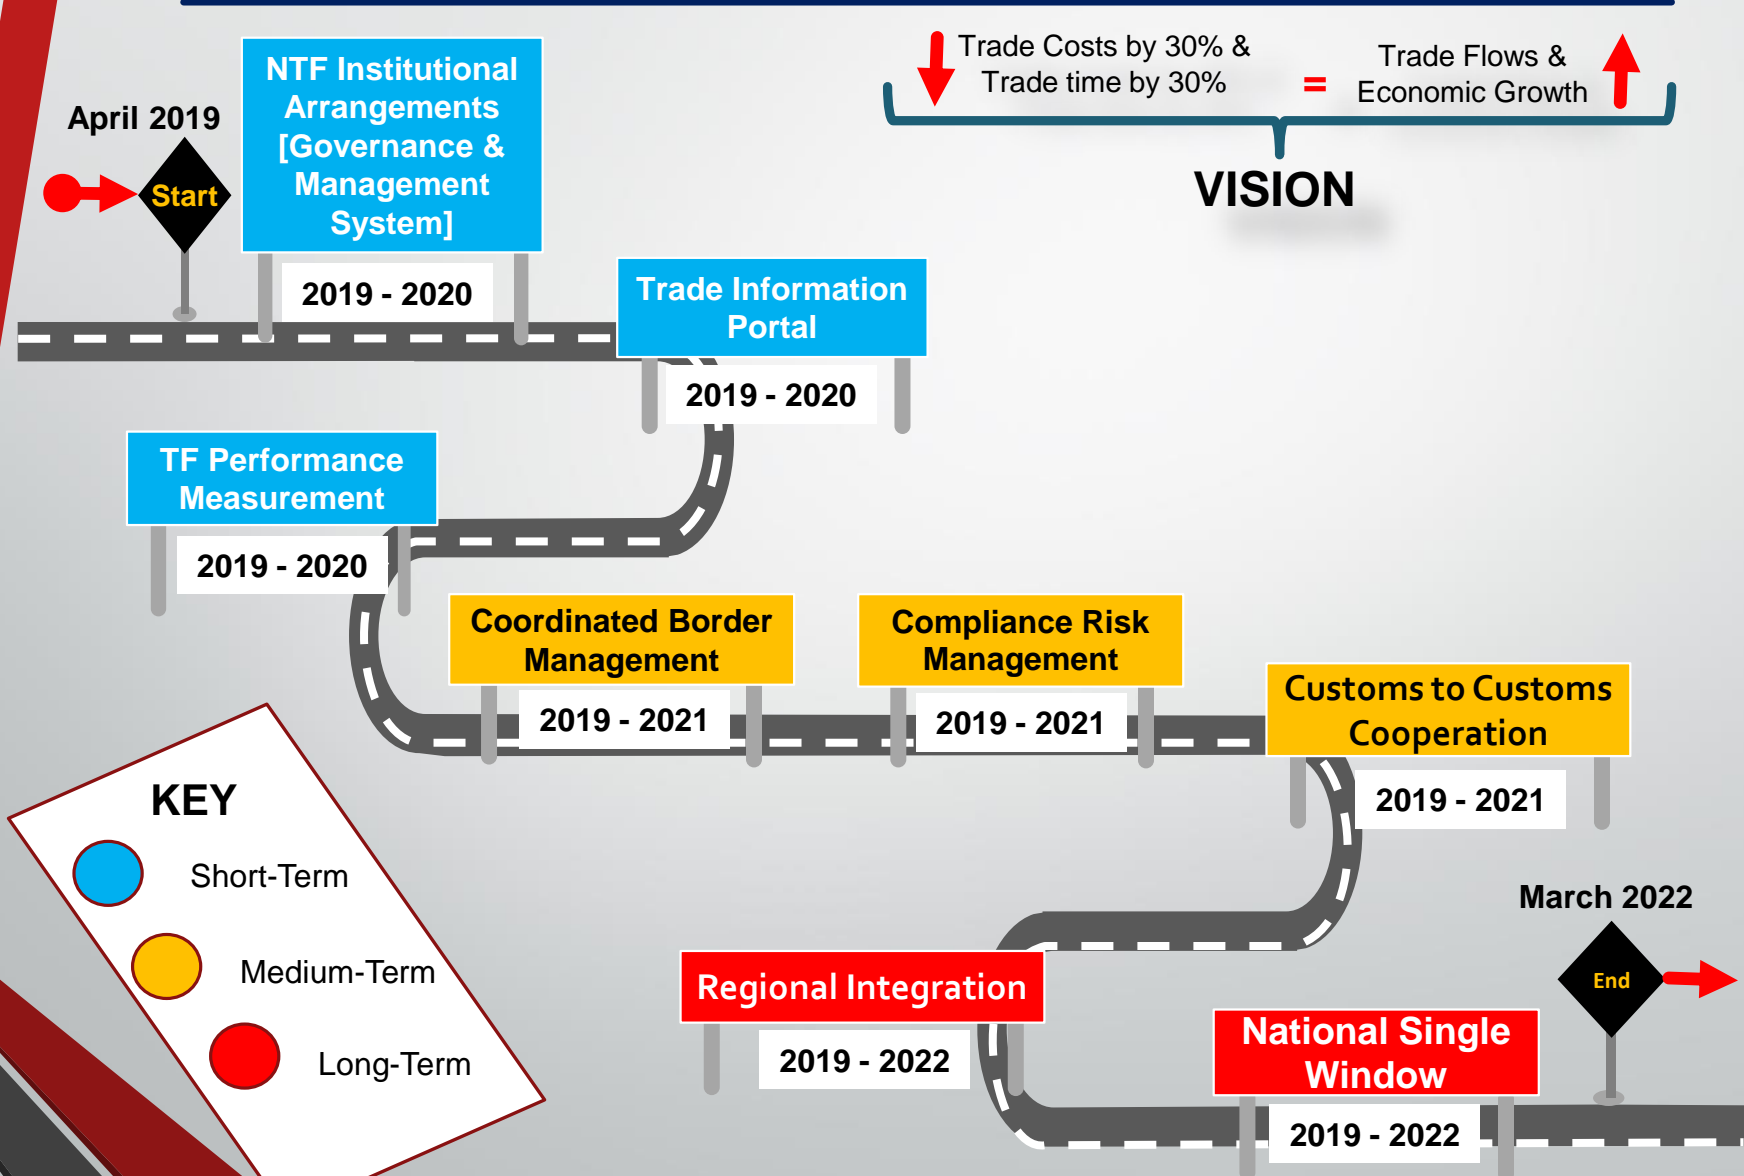 Trade Costs by 30% &
Trade time by 30%
=
Trade Flows &
Economic Growth
VISION
April 2019
Start
NTF Institutional
Arrangements
[Governance &
Management
System]
2019 - 2020
Trade Information
Portal
2019 - 2020
TF Performance
Measurement
2019 - 2020
Coordinated Border
Management
2019 - 2021
Compliance Risk
Management
2019 - 2021
Customs to Customs
Cooperation
2019 - 2021
KEY
Short-Term
Medium-Term
Long-Term
Regional Integration
2019 - 2022
National Single
Window
2019 - 2022
March 2022
End